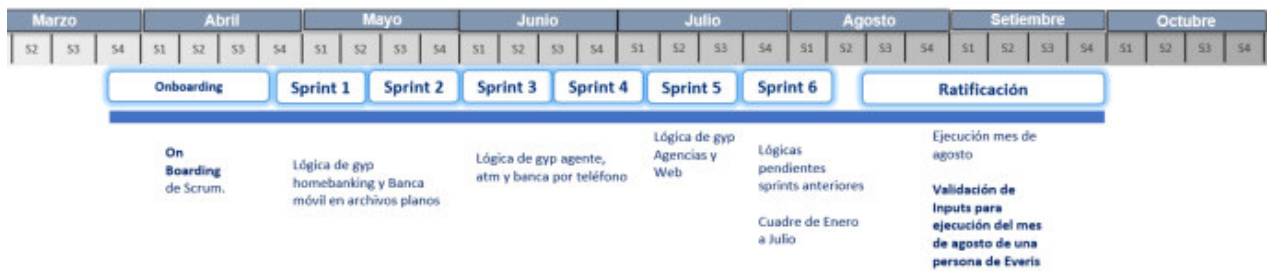 Marzo Abril Mayo Junio Julio Agosto Setiembre Octubre
S2 S3 S4 S1 S2 S3 S4 S1 S2 S3 S4 S1 S2 S3 S4 S1 S2 S3 S4 S1 S2 S3 S4 S1 S2 S3 S4 S1 S2 S3 S4
Onboarding Sprint 1 Sprint 2 Sprint 3 Sprint 4 Sprint 5 Sprint 6 Ratificación
On
Boarding
de Scrum.
Lógica de gyp
homebanking y Banca
móvil en archivos planos
Lógica de gyp agente,
atm y banca por teléfono
Lógica de gyp
Agencias y
Web
Lógicas
pendientes
sprints anteriores
Cuadre de Enero
a Julio
Ejecución mes de
agosto
Validación de
Inputs para
ejecución del mes
de agosto de una
persona de Everis